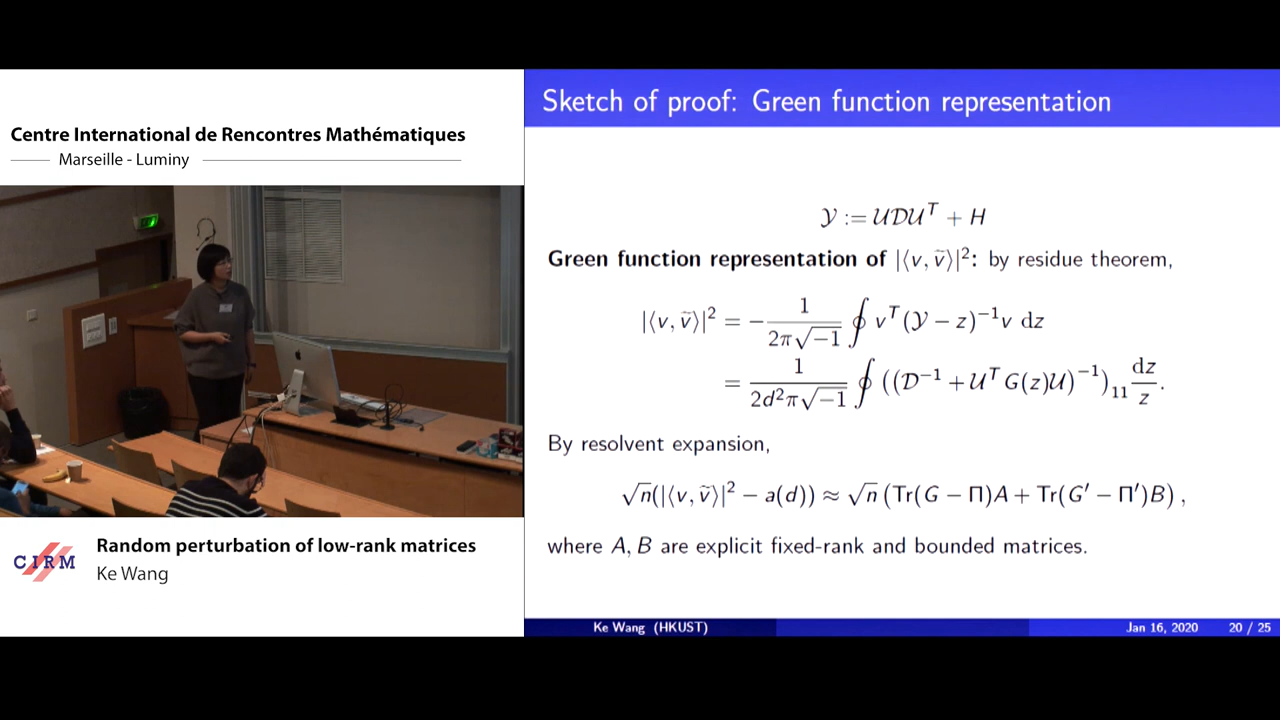 Centre International de Rencontres Mathématiques
Marseille - Luminy
CIRM
Random perturbation of low-rank matrices
Ke Wang
Sketch of proof: Green function representation
𝒴 := 𝒰𝒟𝒰ᵀ + H
Green function representation of |⟨v, ṽ⟩|²: by residue theorem,
|⟨v, ṽ⟩|² = − 1/(2π√−1) ∮ vᵀ(𝒴 − z)⁻¹v dz
= 1/(2d²π√−1) ∮ ((𝒟⁻¹ + 𝒰ᵀG(z)𝒰)⁻¹)₁₁ dz/z.
By resolvent expansion,
√n(|⟨v, ṽ⟩|² − a(d)) ≈ √n (Tr(G − Π)A + Tr(G′ − Π′)B) ,
where A, B are explicit fixed-rank and bounded matrices.
Ke Wang (HKUST)
Jan 16, 2020
20 / 25